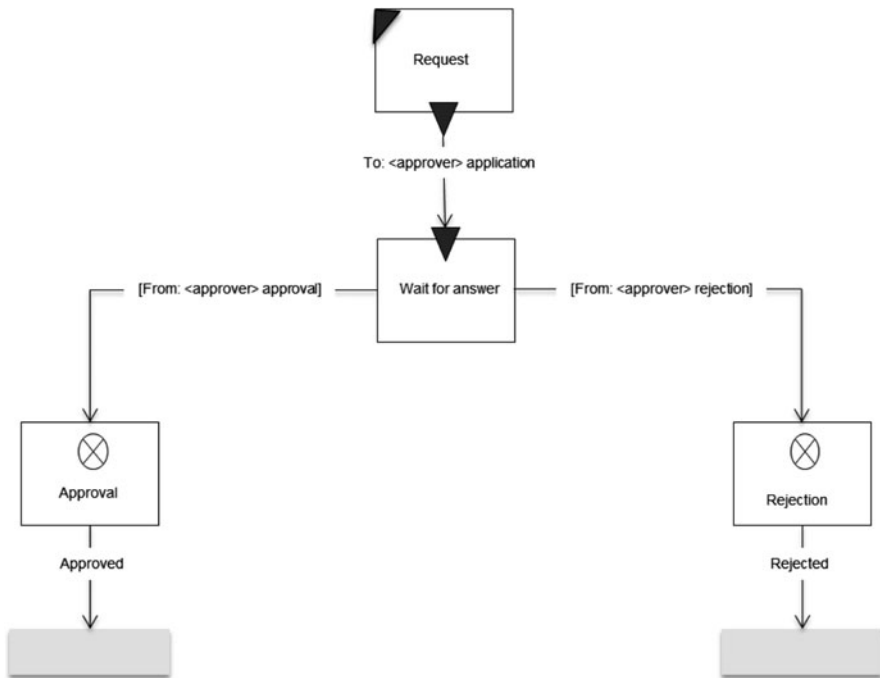 Request
To: <approver> application
[From: <approver> approval]
Wait for answer
[From: <approver> rejection]
Approval
Rejection
Approved
Rejected